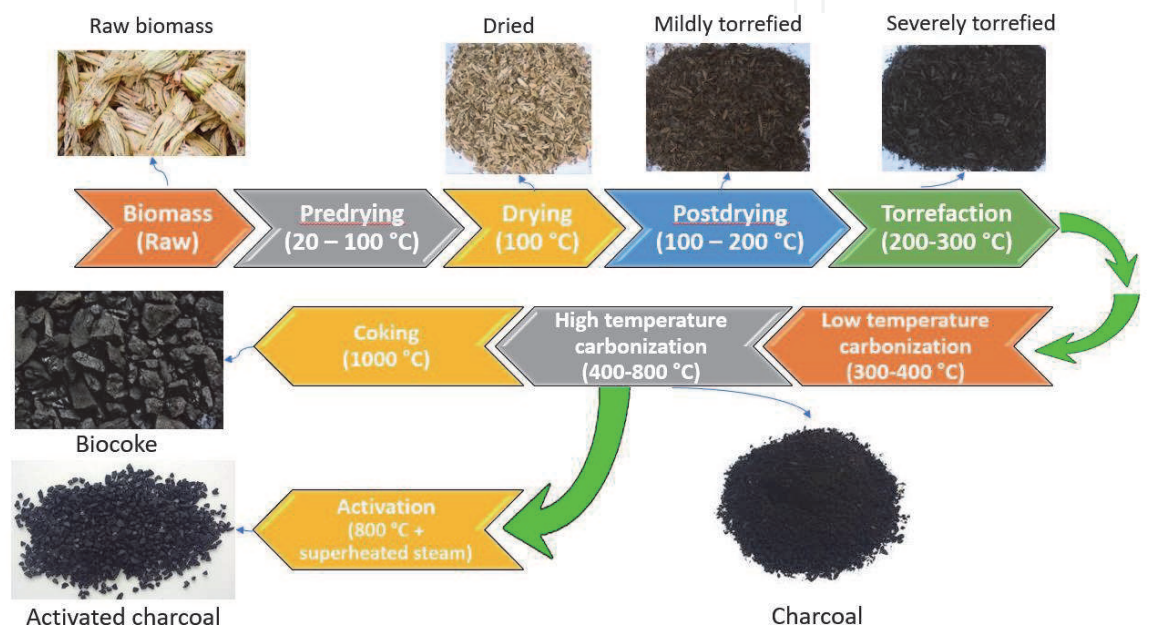 Raw biomass
Dried
Mildly torrefied
Severely torrefied
Biomass
(Raw)
Predrying
(20 – 100 °C)
Drying
(100 °C)
Postdrying
(100 – 200 °C)
Torrefaction
(200-300 °C)
Low temperature
carbonization
(300-400 °C)
High temperature
carbonization
(400-800 °C)
Coking
(1000 °C)
Biocoke
Activation
(800 °C +
superheated steam)
Activated charcoal
Charcoal